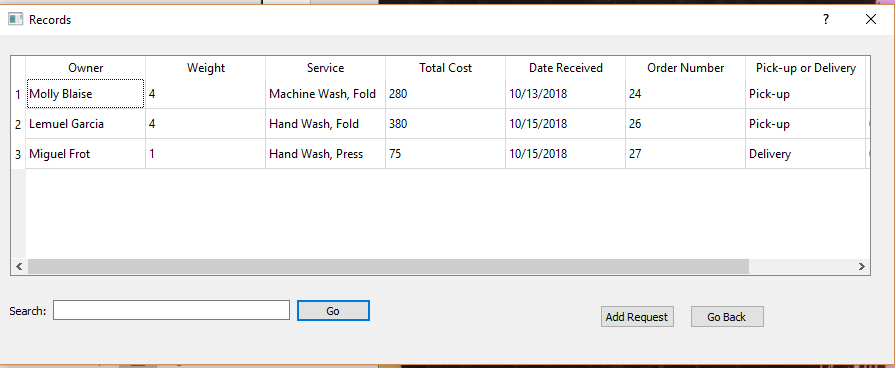 Records ?
Owner Weight Service Total Cost Date Received Order Number Pick-up or Delivery
1 Molly Blaise 4 Machine Wash, Fold 280 10/13/2018 24 Pick-up
2 Lemuel Garcia 4 Hand Wash, Fold 380 10/15/2018 26 Pick-up
3 Miguel Frot 1 Hand Wash, Press 75 10/15/2018 27 Delivery
Search: Go Add Request Go Back